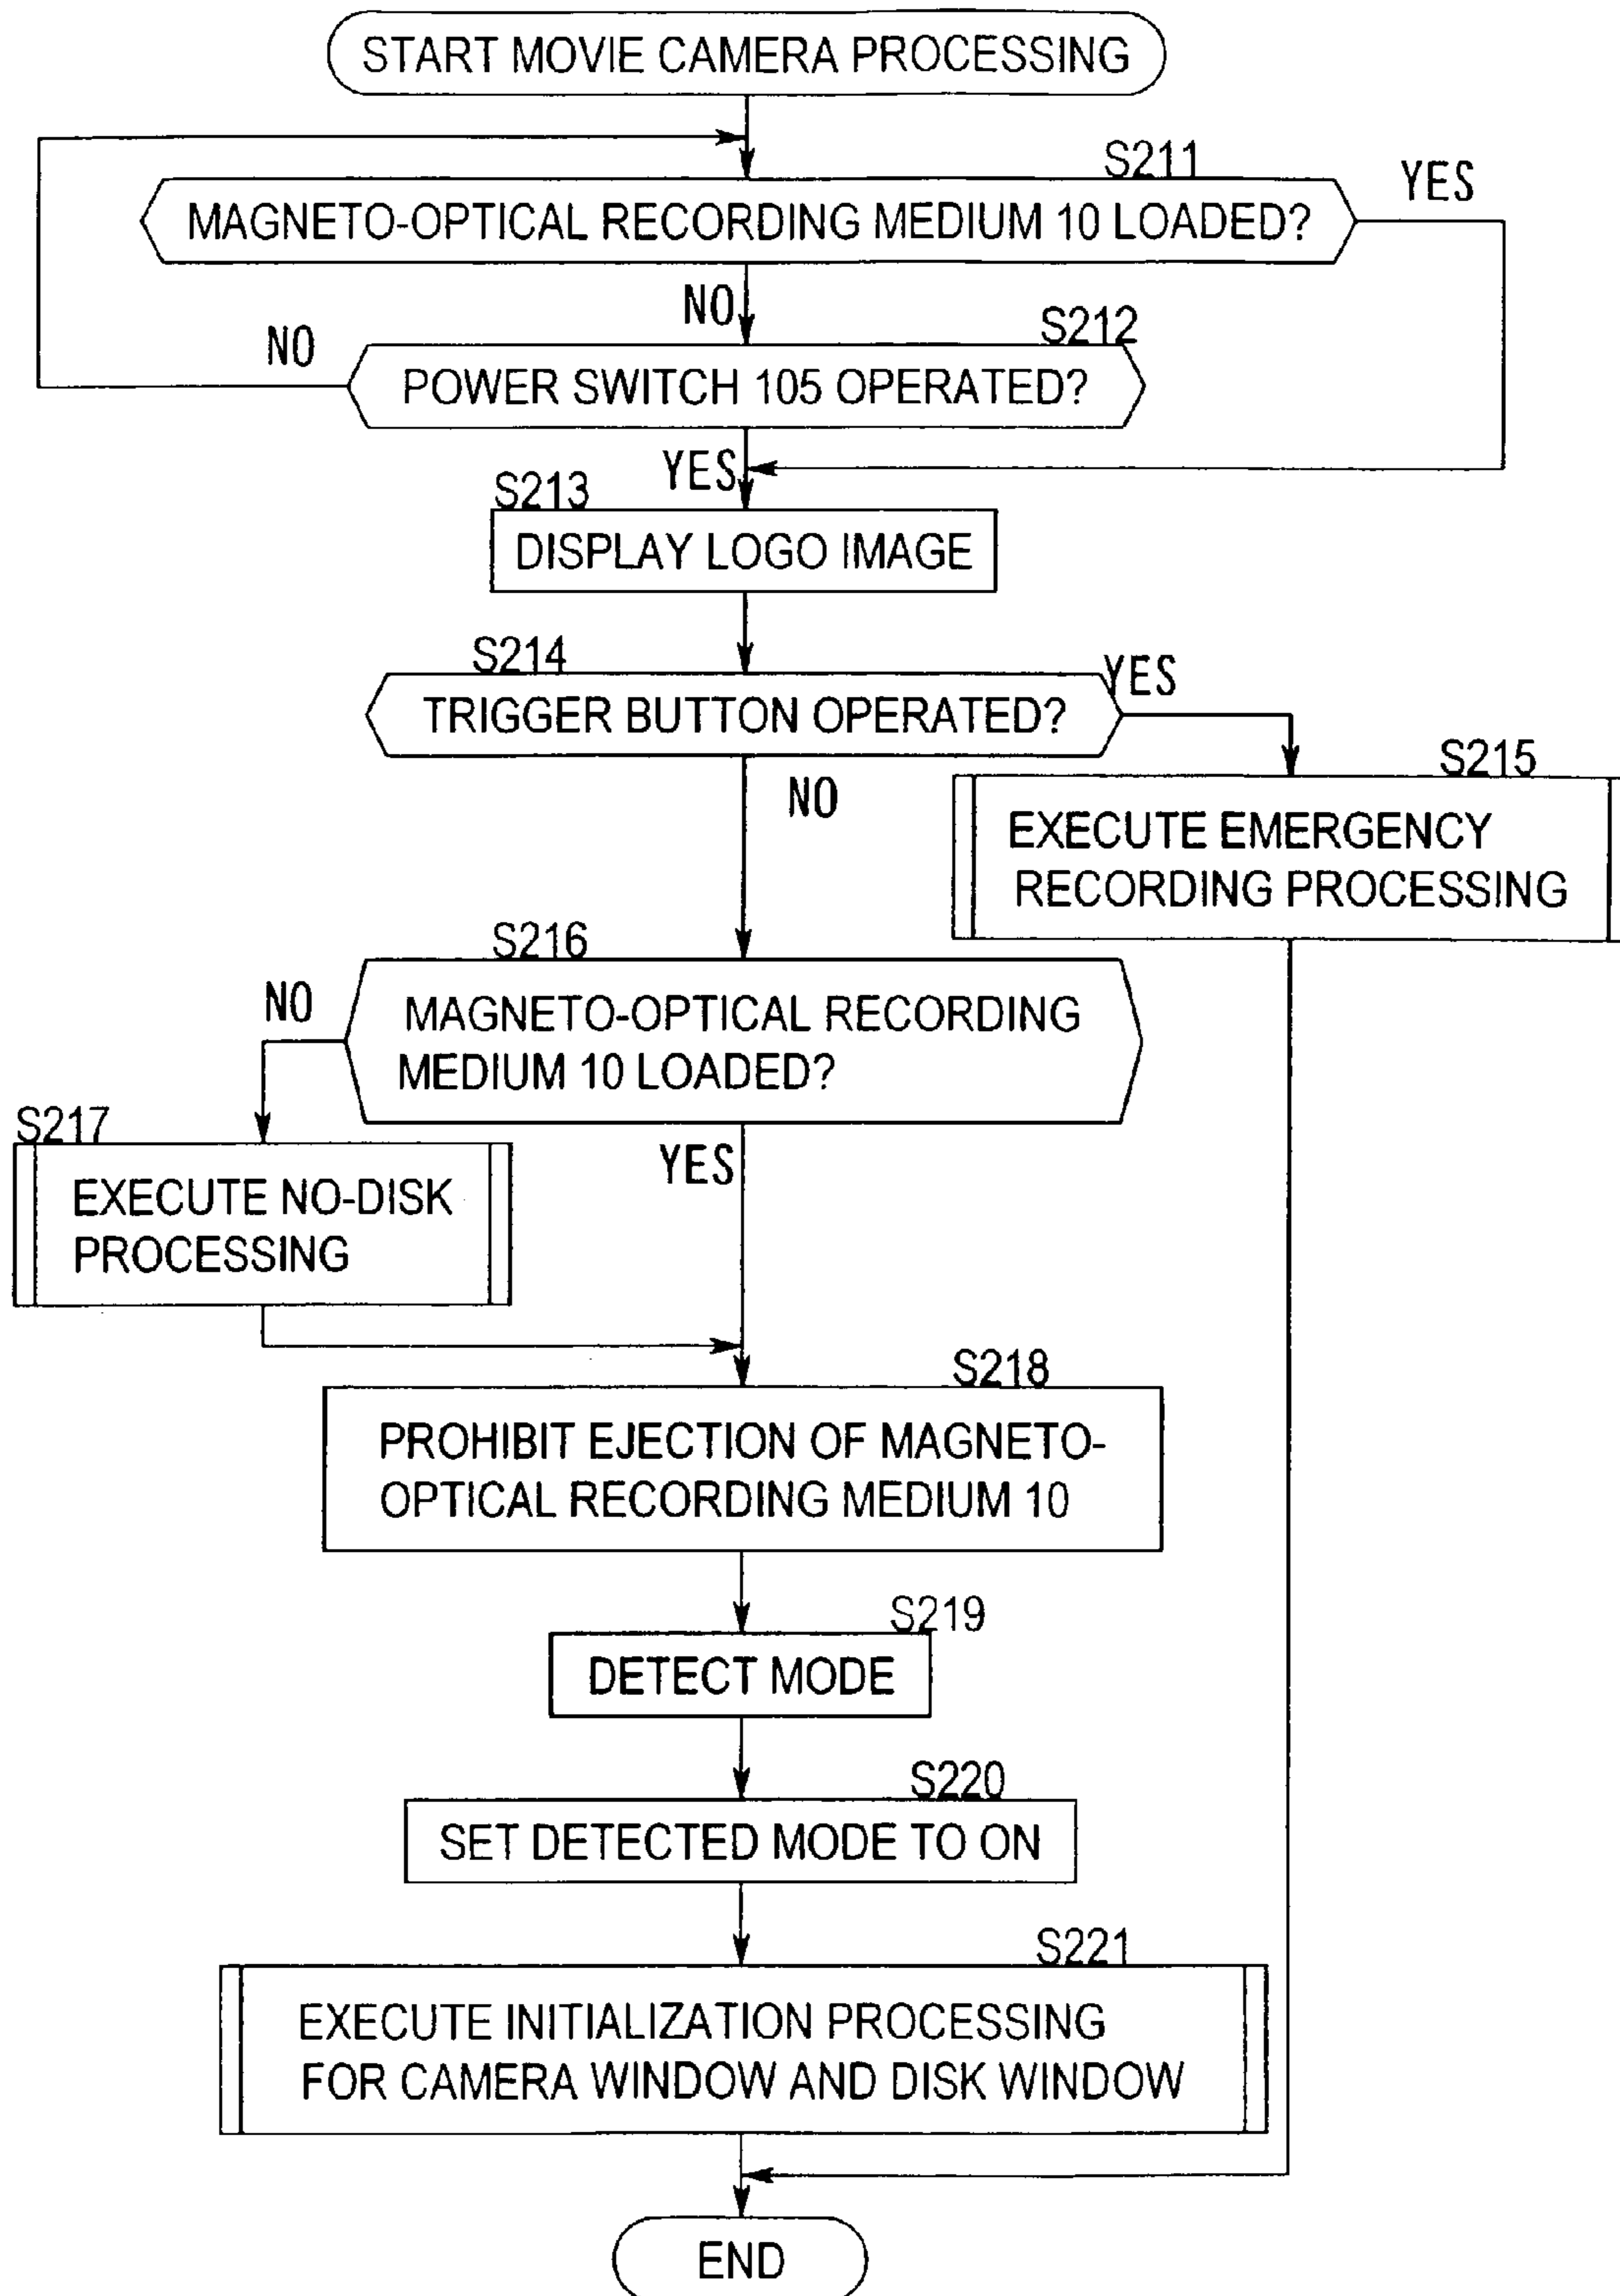 START MOVIE CAMERA PROCESSING
S211
YES
MAGNETO-OPTICAL RECORDING MEDIUM 10 LOADED?
NO
S212
NO
POWER SWITCH 105 OPERATED?
YES
S213
DISPLAY LOGO IMAGE
S214
YES
TRIGGER BUTTON OPERATED?
S215
NO
EXECUTE EMERGENCY
RECORDING PROCESSING
S216
NO
MAGNETO-OPTICAL RECORDING
MEDIUM 10 LOADED?
S217
YES
EXECUTE NO-DISK
PROCESSING
S218
PROHIBIT EJECTION OF MAGNETO-
OPTICAL RECORDING MEDIUM 10
S219
DETECT MODE
S220
SET DETECTED MODE TO ON
S221
EXECUTE INITIALIZATION PROCESSING
FOR CAMERA WINDOW AND DISK WINDOW
END